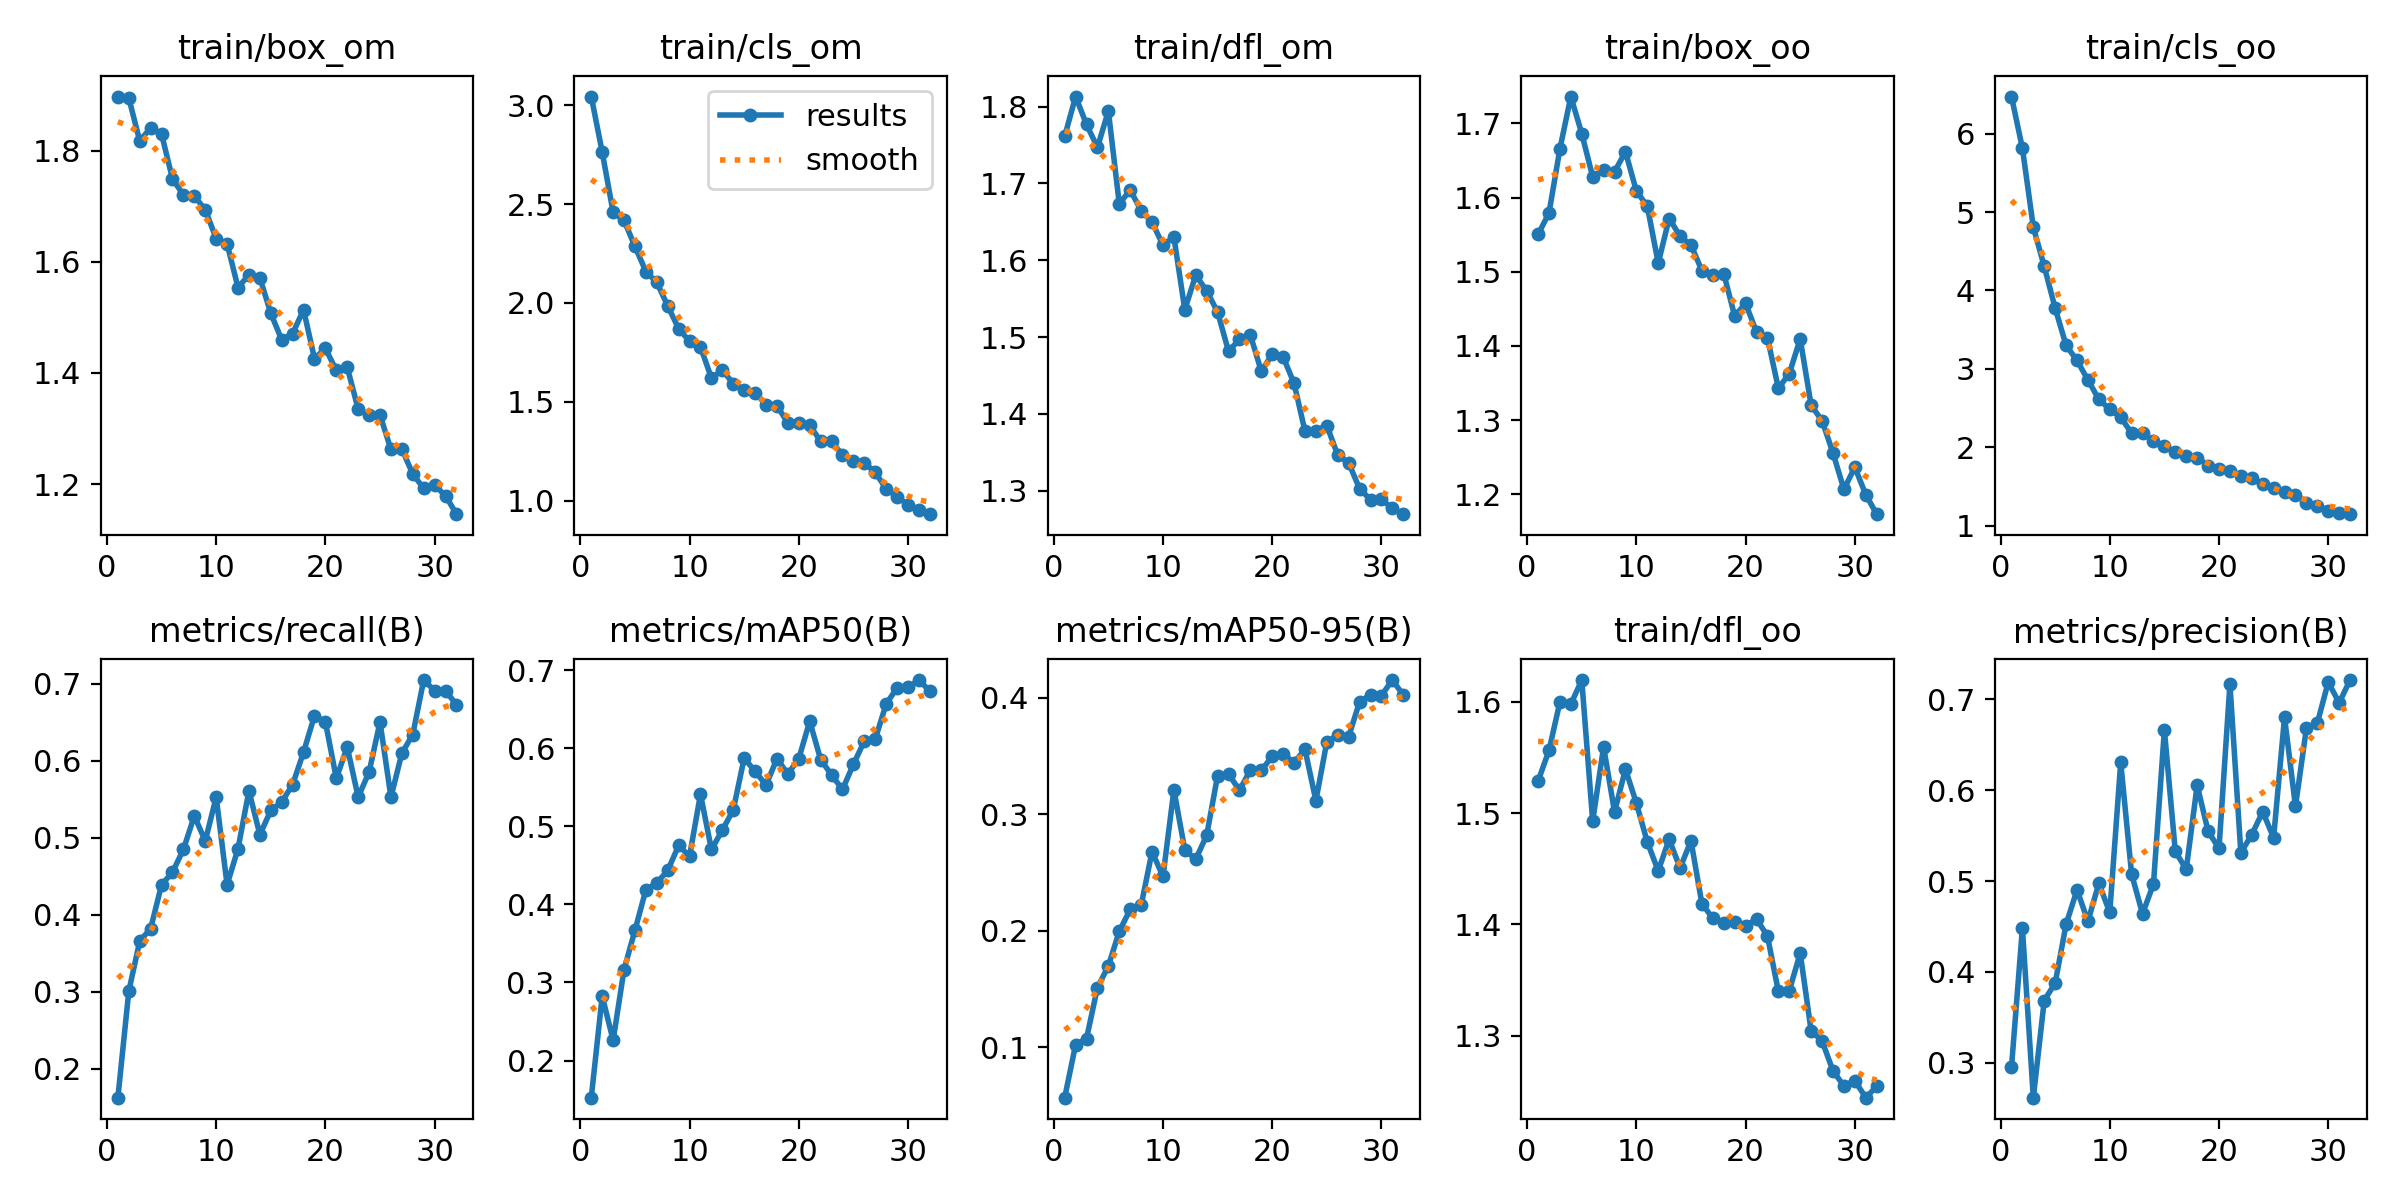 train/box_om
train/cls_om
train/dfl_om
train/box_oo
train/cls_oo
1.8
1.6
1.4
1.2
0 10 20 30
3.0
2.5
2.0
1.5
1.0
0 10 20 30
results
smooth
1.8
1.7
1.6
1.5
1.4
1.3
0 10 20 30
1.7
1.6
1.5
1.4
1.3
1.2
0 10 20 30
6
5
4
3
2
1
0 10 20 30
metrics/recall(B)
metrics/mAP50(B)
metrics/mAP50-95(B)
train/dfl_oo
metrics/precision(B)
0.7
0.6
0.5
0.4
0.3
0.2
0 10 20 30
0.7
0.6
0.5
0.4
0.3
0.2
0 10 20 30
0.4
0.3
0.2
0.1
0 10 20 30
1.6
1.5
1.4
1.3
0 10 20 30
0.7
0.6
0.5
0.4
0.3
0 10 20 30